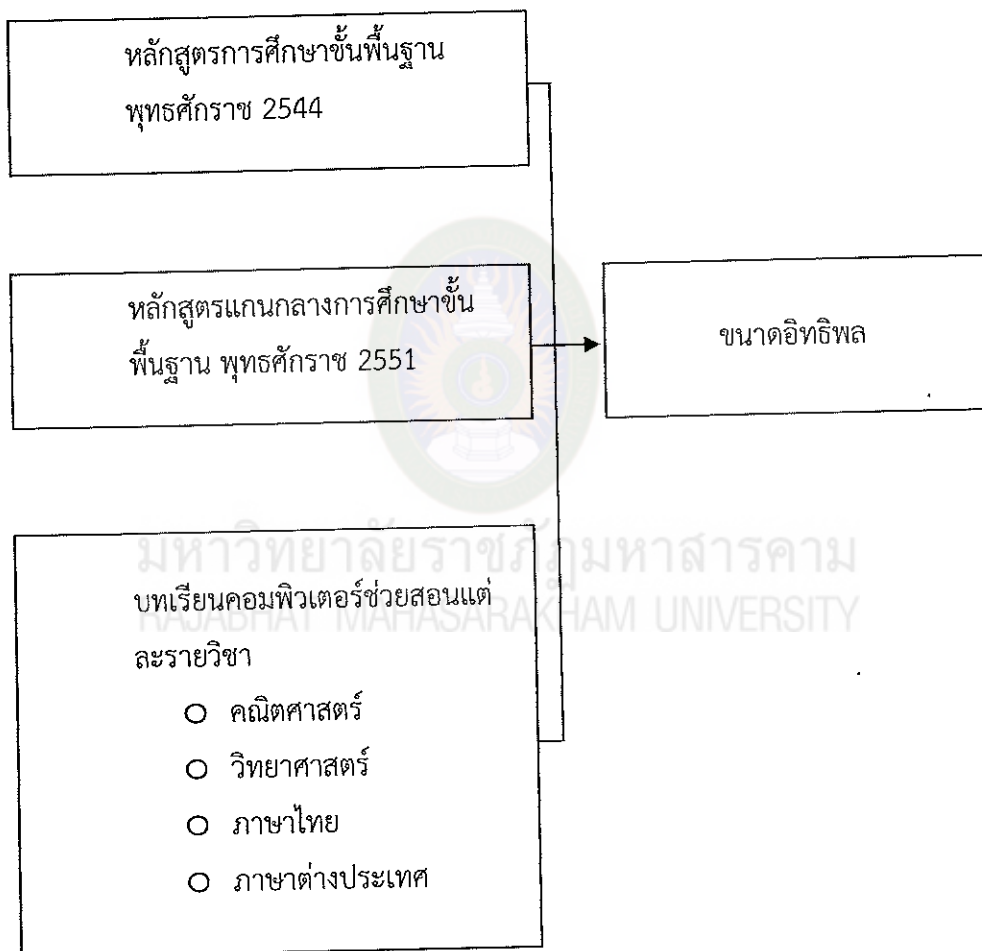 หลักสูตรการศึกษาขั้นพื้นฐาน
พุทธศักราช 2544
หลักสูตรแกนกลางการศึกษาขั้น
พื้นฐาน พุทธศักราช 2551
ขนาดอิทธิพล
มหาวิทยาลัยราชภัฏมหาสารคาม
RAJABHAT MAHASARAKHAM UNIVERSITY
บทเรียนคอมพิวเตอร์ช่วยสอนแต่
ละรายวิชา
คณิตศาสตร์
วิทยาศาสตร์
ภาษาไทย
ภาษาต่างประเทศ